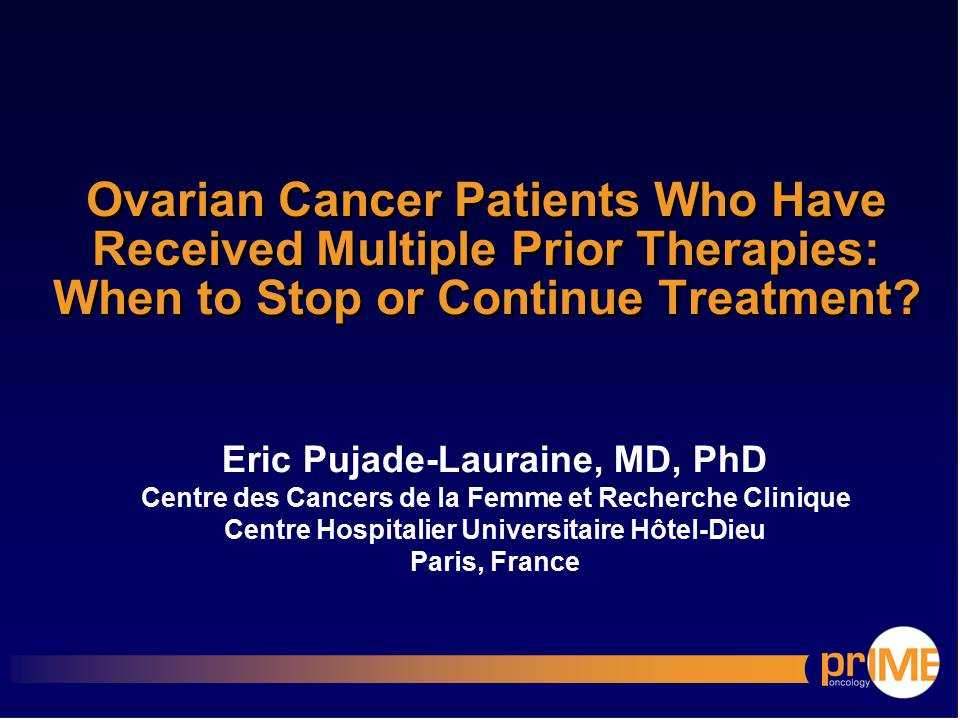 Ovarian Cancer Patients Who Have
Received Multiple Prior Therapies:
When to Stop or Continue Treatment?
Eric Pujade-Lauraine, MD, PhD
Centre des Cancers de la Femme et Recherche Clinique
Centre Hospitalier Universitaire Hôtel-Dieu
Paris, France
prIME
oncology